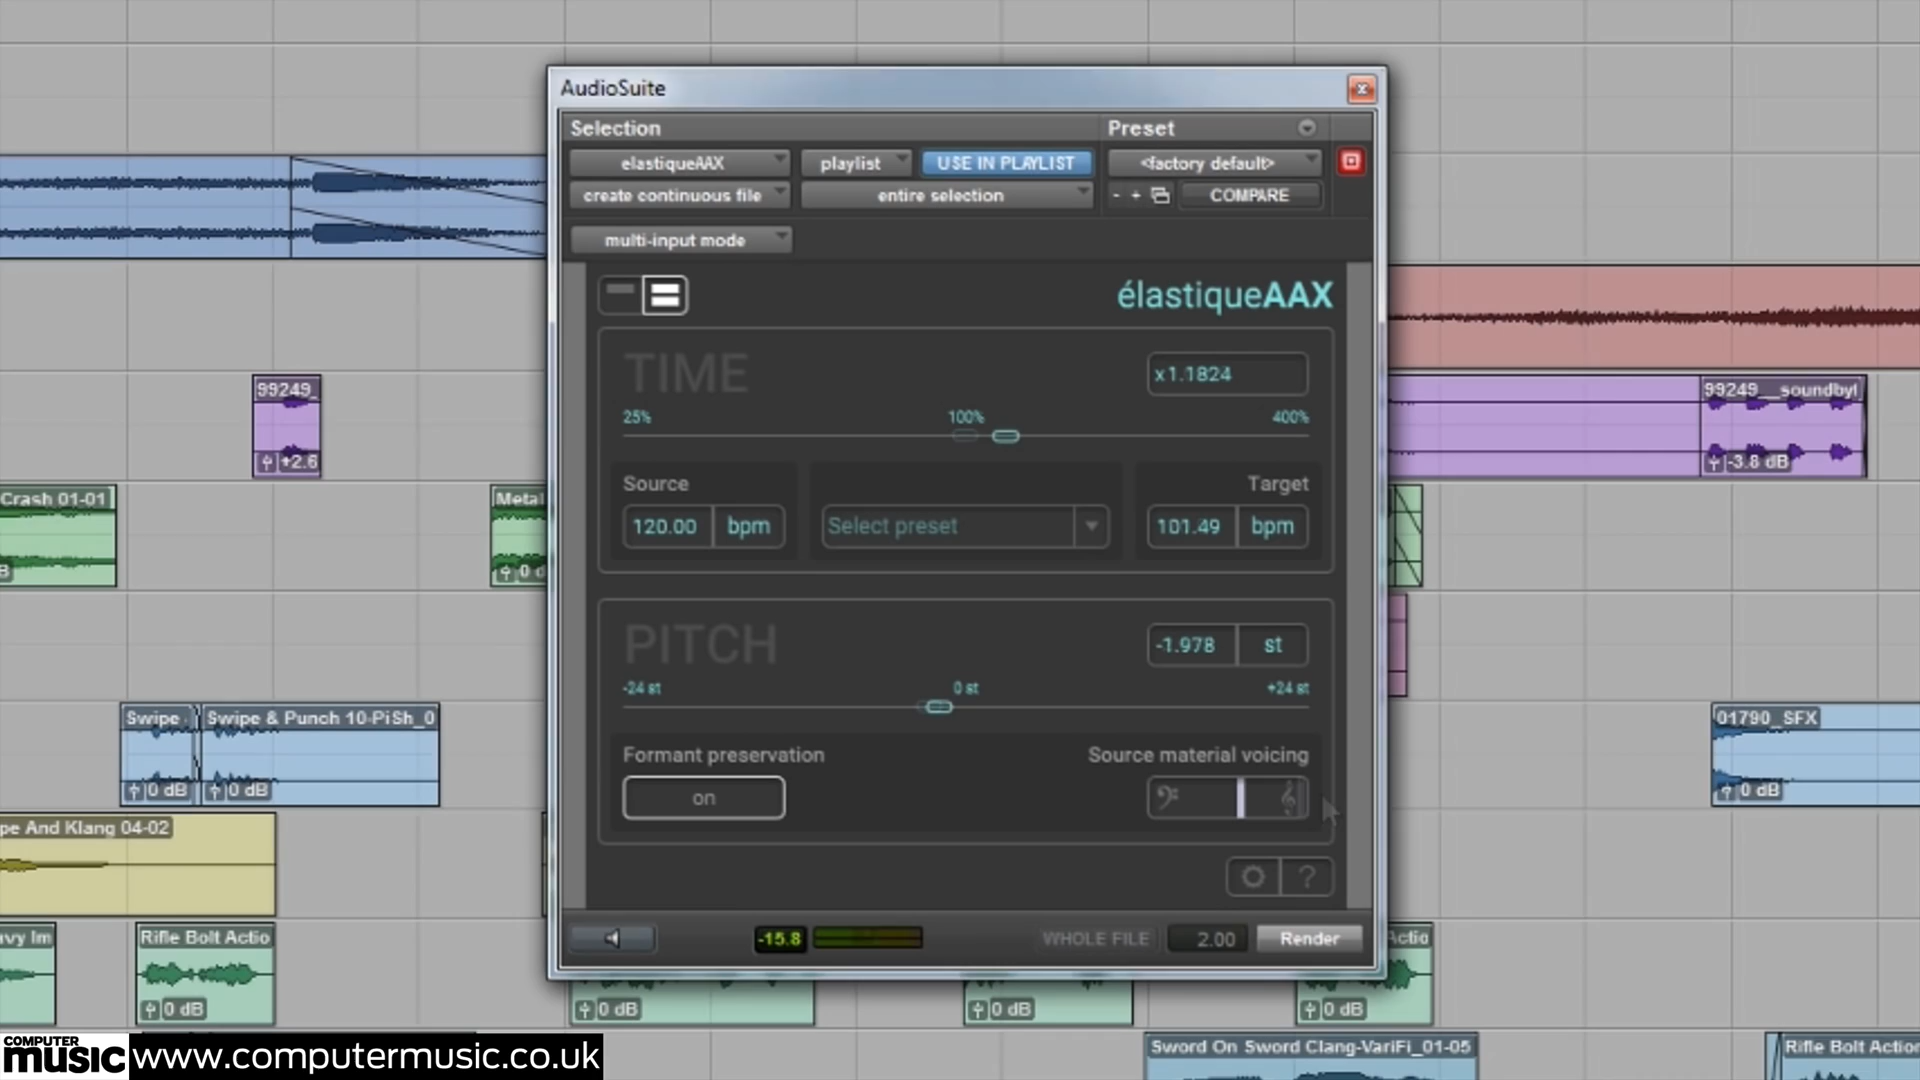 AudioSuite
Selection
Preset
elastiqueAAX
playlist
USE IN PLAYLIST
<factory default>
create continuous file
entire selection
- +
COMPARE
multi-input mode
élastiqueAAX
TIME
x1.1824
25%
100%
400%
Source
Target
120.00 bpm
Select preset
101.49 bpm
PITCH
-1.978 st
-24 st
0 st
+24 st
Formant preservation
Source material voicing
on
?
-15.8
WHOLE FILE
2.00
Render
99249_
+2.6
99249__soundbyt
-3.8 dB
Crash 01-01
Metal
0 d
Swipe
Swipe & Punch 10-PiSh_0
0 dB
0 dB
01790_SFX
0 dB
pe And Klang 04-02
avy Im
Rifle Bolt Actio
Actio
0 dB
0 dB
0 dB
0 dB
Sword On Sword Clang-VariFi_01-05
Rifle Bolt Action
COMPUTER
music
www.computermusic.co.uk